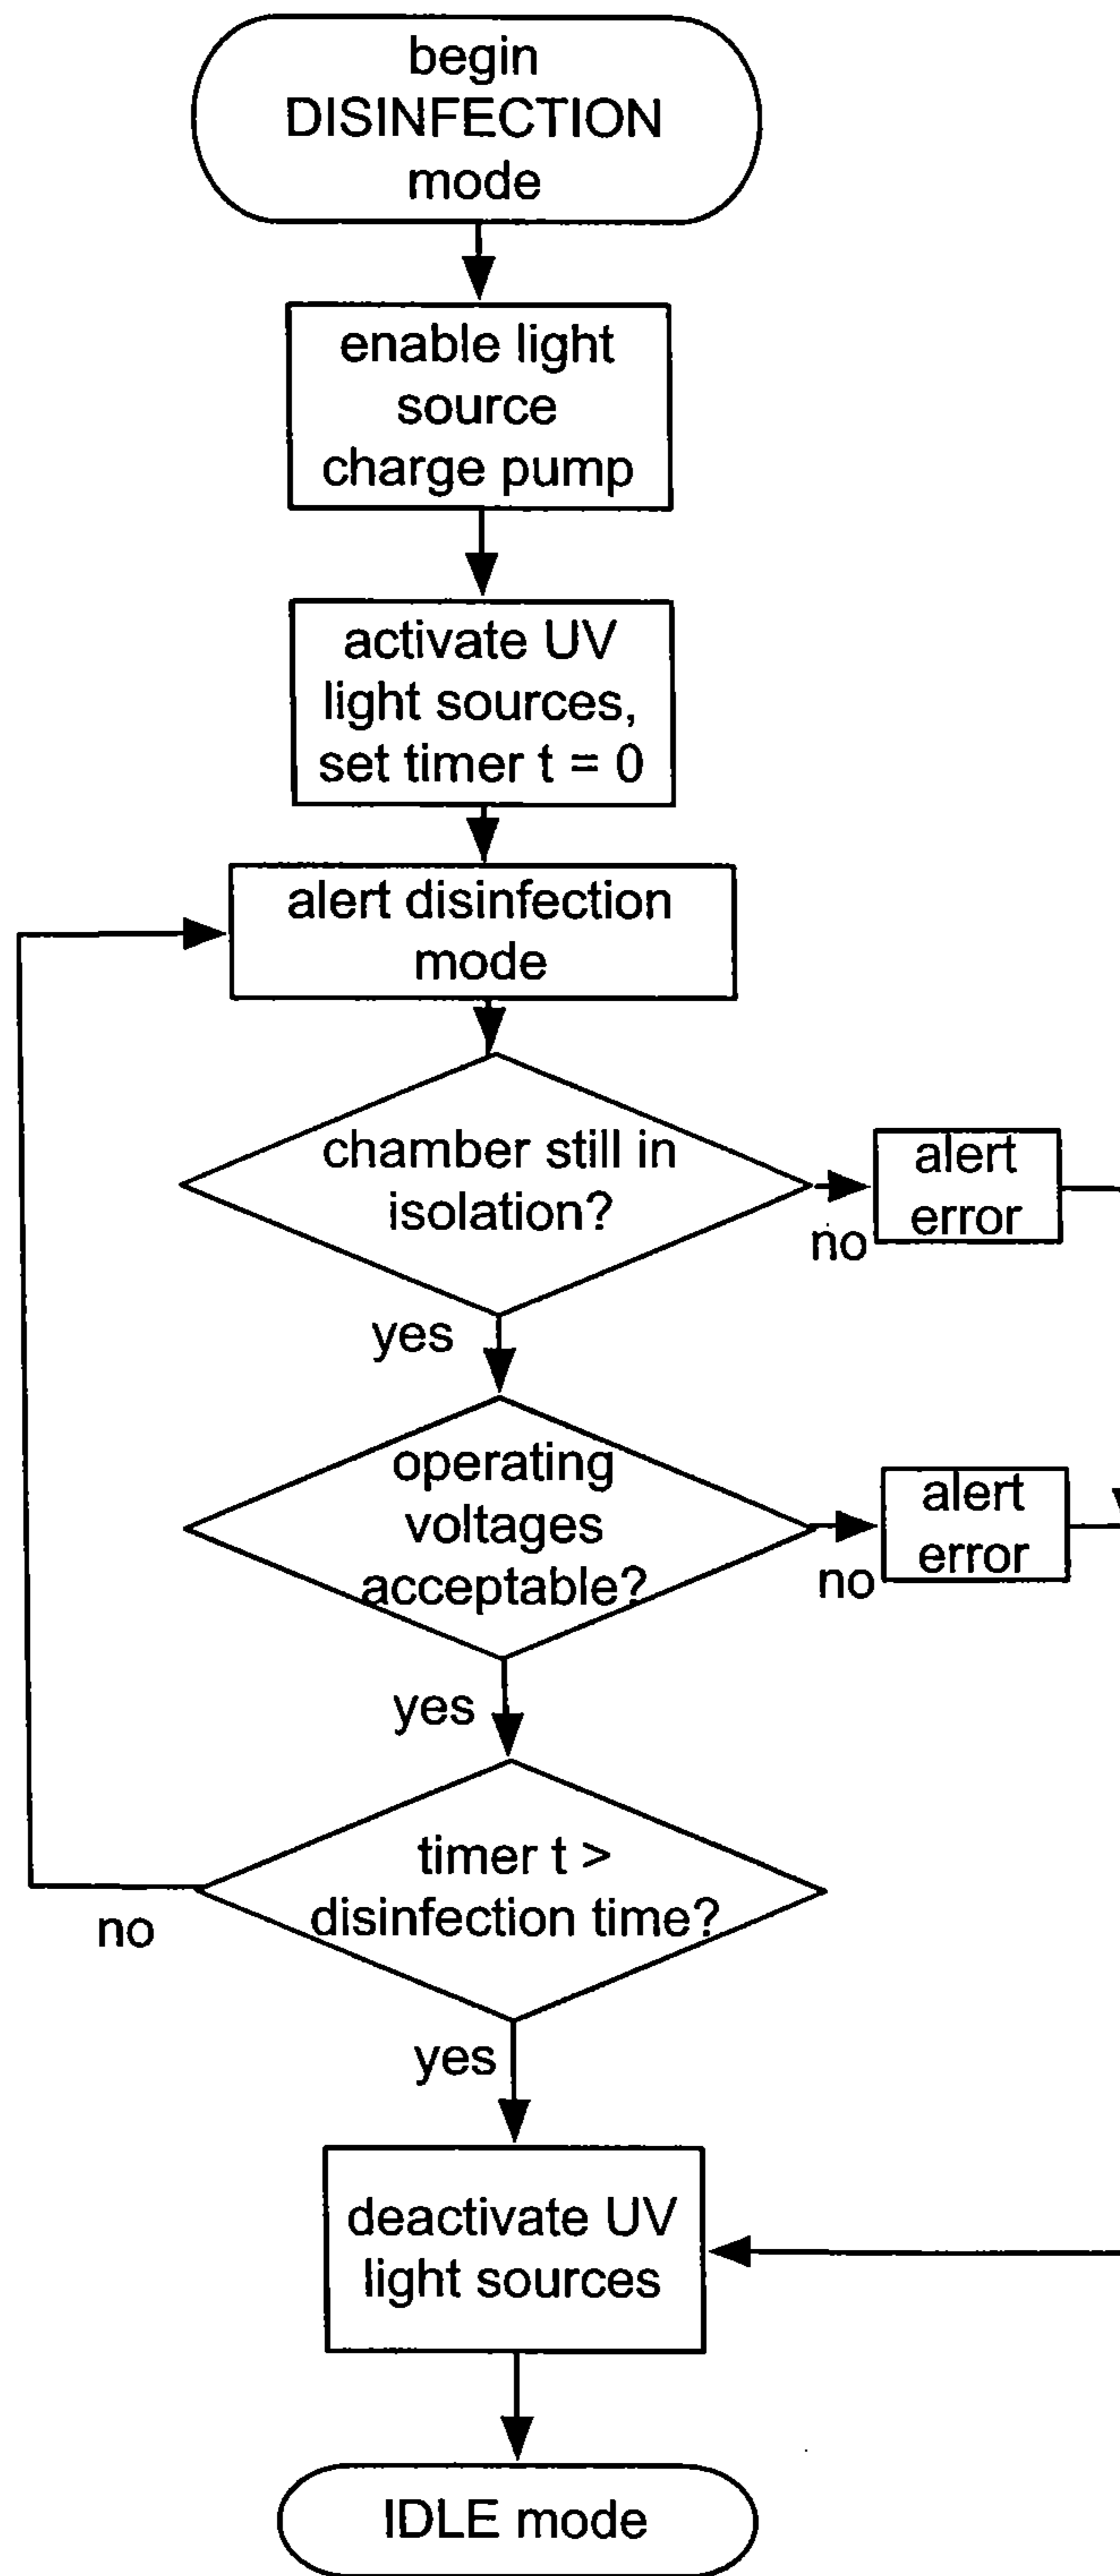 begin
DISINFECTION
mode
enable light
source
charge pump
activate UV
light sources,
set timer t = 0
alert disinfection
mode
chamber still in
isolation?
no
alert
error
yes
operating
voltages
acceptable?
no
alert
error
yes
timer t >
disinfection time?
no
yes
deactivate UV
light sources
IDLE mode